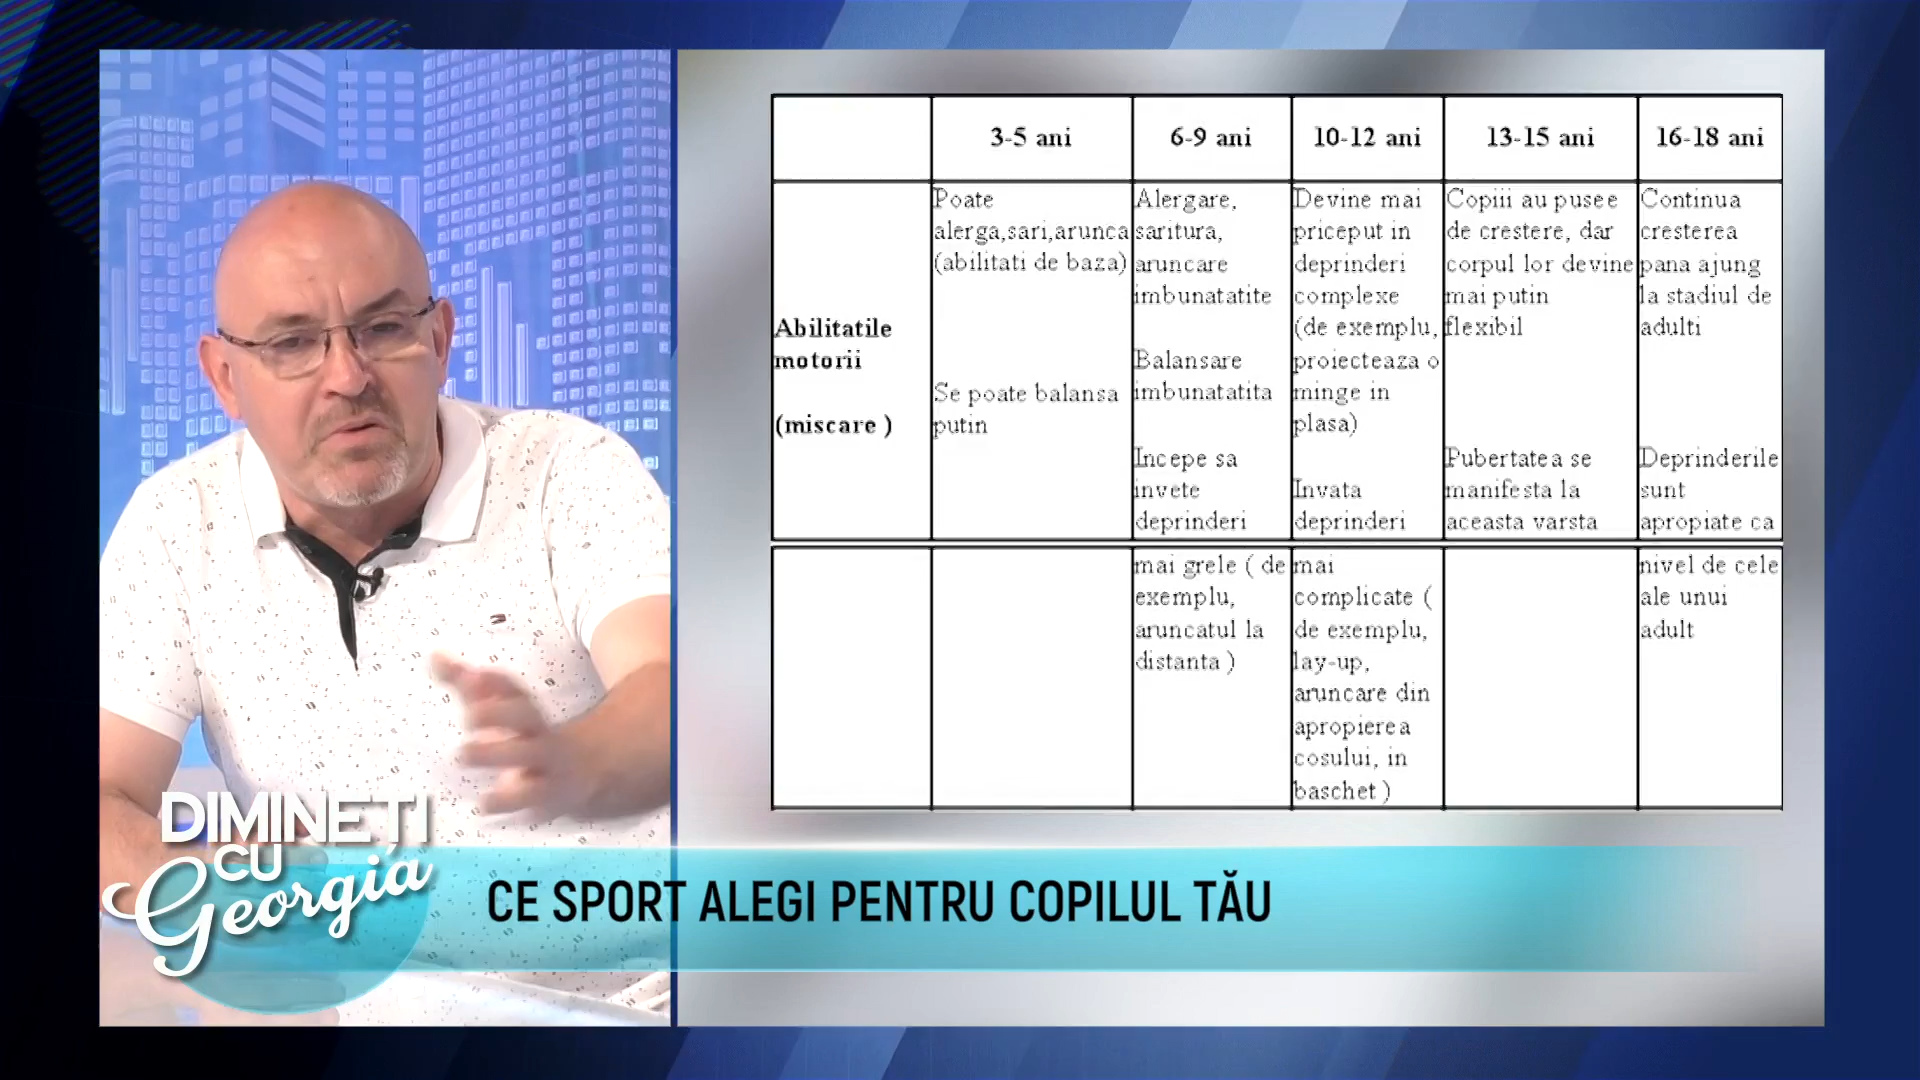 3-5 ani
6-9 ani
10-12 ani
13-15 ani
16-18 ani
Abilitatile
motorii
(miscare )
Poate
alerga,sari,arunca
(abilitati de baza)
Se poate balansa
putin
Alergare,
saritura,
aruncare
imbunatatite
Balansare
imbunatatita
Incepe sa
invete
deprinderi
mai grele ( de
exemplu,
aruncatul la
distanta )
Devine mai
priceput in
deprinderi
complexe
(de exemplu,
proiecteaza o
minge in
plasa)
Invata
deprinderi
mai
complicate (
de exemplu,
lay-up,
aruncare din
apropierea
cosului, in
baschet )
Copiii au pusee
de crestere, dar
corpul lor devine
mai putin
flexibil
Pubertatea se
manifesta la
aceasta varsta
Continua
cresterea
pana ajung
la stadiul de
adulti
Deprinderile
sunt
apropiate ca
nivel de cele
ale unui
adult
DIMINEȚI
CU
Georgia
CE SPORT ALEGI PENTRU COPILUL TĂU